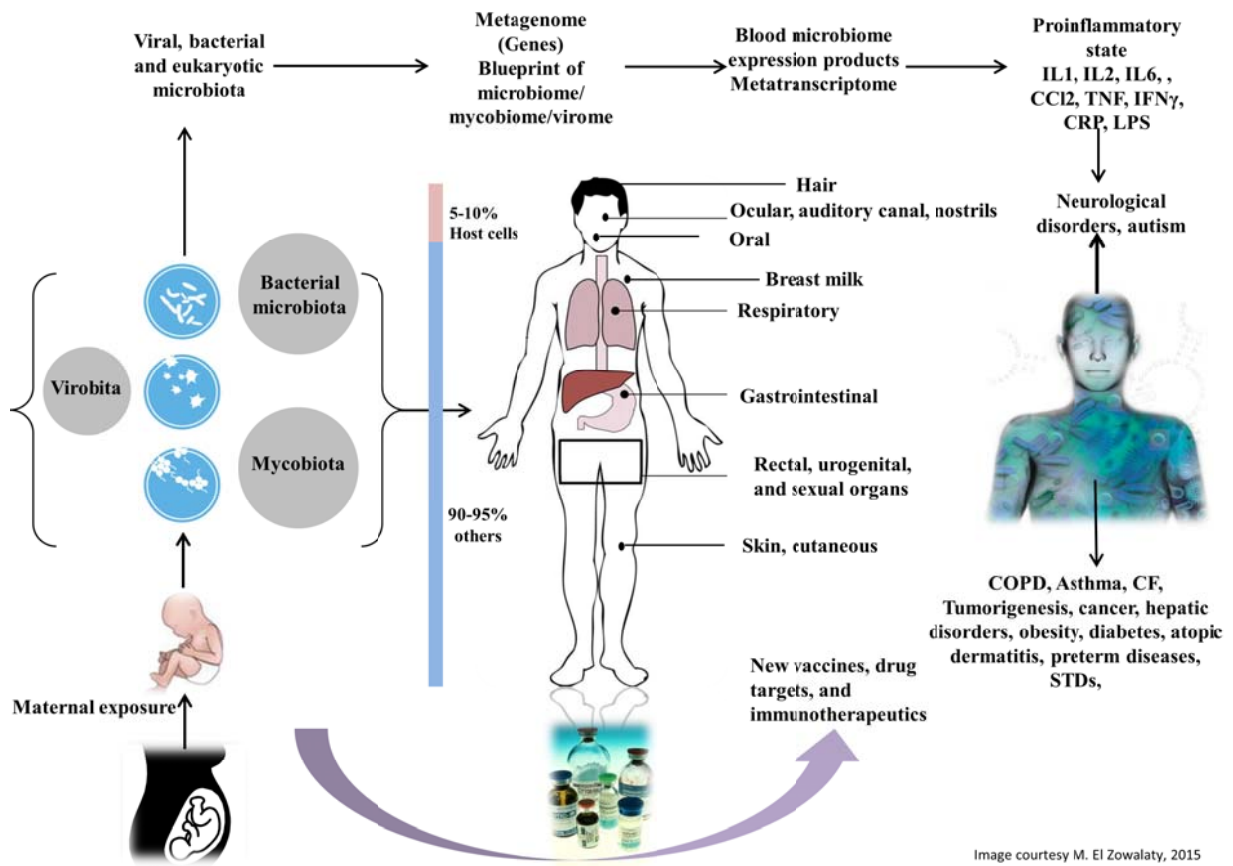 Viral, bacterial
and eukaryotic
microbiota
Metagenome
(Genes)
Blueprint of
microbiome/
mycobiome/virome
Blood microbiome
expression products
Metatranscriptome
Proinflammatory
state
IL1, IL2, IL6, ,
CCl2, TNF, IFNγ,
CRP, LPS
Neurological
disorders, autism
5-10%
Host cells
90-95%
others
Bacterial
microbiota
Virobita
Mycobiota
Maternal exposure
Hair
Ocular, auditory canal, nostrils
Oral
Breast milk
Respiratory
Gastrointestinal
Rectal, urogenital,
and sexual organs
Skin, cutaneous
COPD, Asthma, CF,
Tumorigenesis, cancer, hepatic
disorders, obesity, diabetes, atopic
dermatitis, preterm diseases,
STDs,
New vaccines, drug
targets, and
immunotherapeutics
Image courtesy M. El Zowalaty, 2015